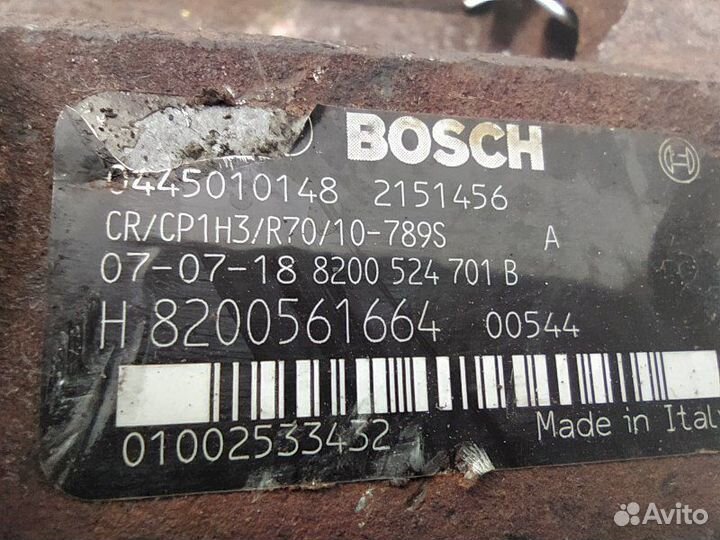 BOSCH
0445010148 2151456
CR/CP1H3/R70/10-789S A
07-07-18 8200 524 701 B
H 8200561664 00544
01002533432 Made in Ital
Avito